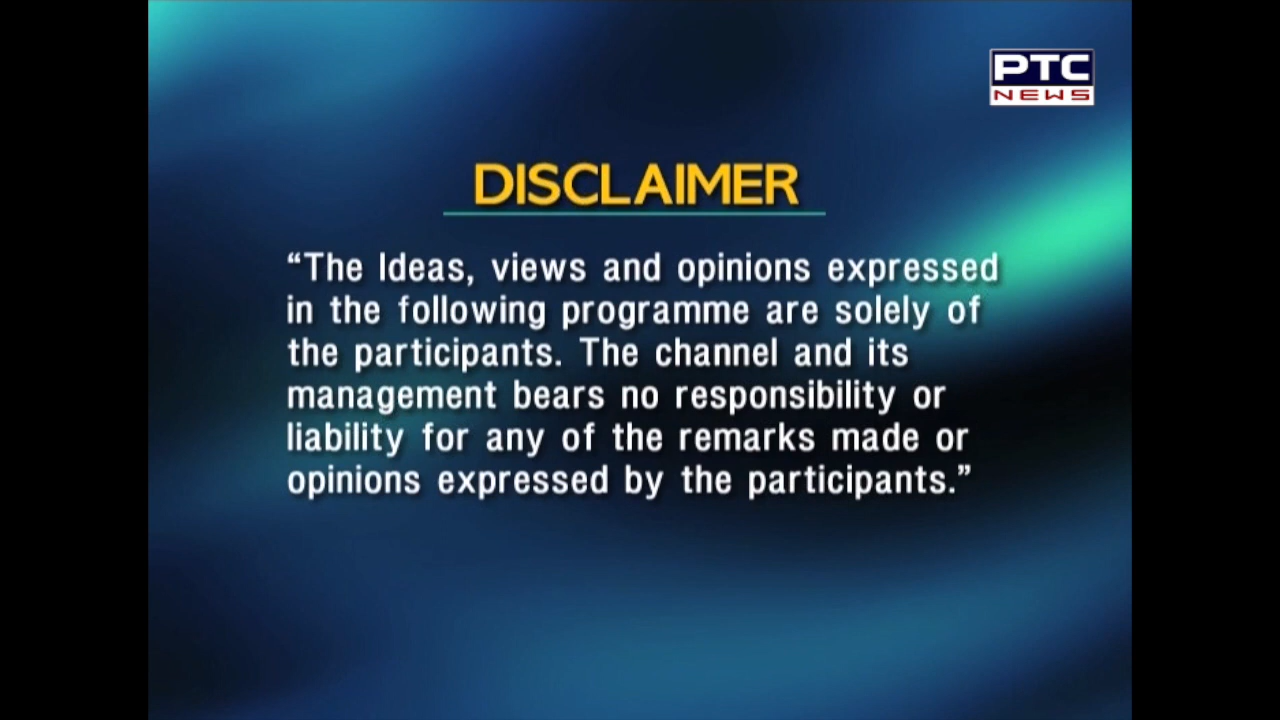 PTC
NEWS
DISCLAIMER
“The Ideas, views and opinions expressed
in the following programme are solely of
the participants. The channel and its
management bears no responsibility or
liability for any of the remarks made or
opinions expressed by the participants.”